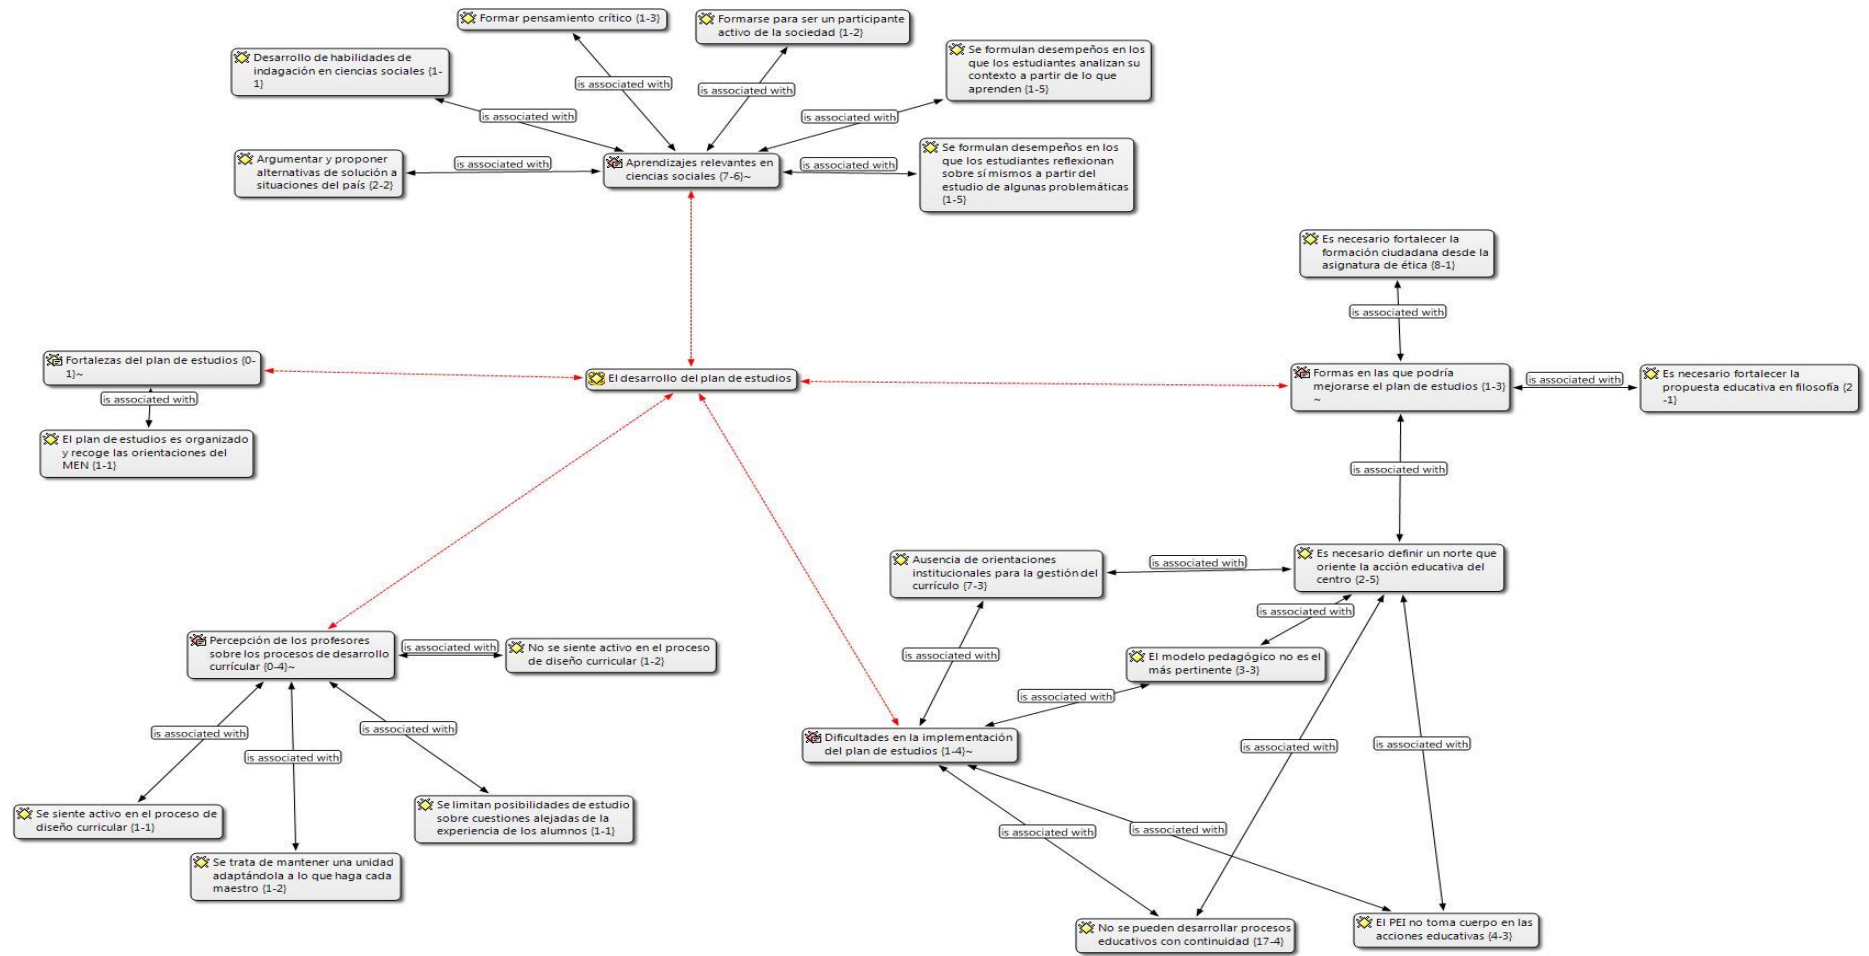 Formar pensamiento crítico {1-3}
Formarse para ser un participante
activo de la sociedad {1-2}
Desarrollo de habilidades de
indagación en ciencias sociales {1-
1}
Se formulan desempeños en los
que los estudiantes analizan su
contexto a partir de lo que
aprenden {1-5}
is associated with
is associated with
is associated with
is associated with
Argumentar y proponer
alternativas de solución a
situaciones del país {2-2}
is associated with
Aprendizajes relevantes en
ciencias sociales {7-6}~
is associated with
Se formulan desempeños en los
que los estudiantes reflexionan
sobre sí mismos a partir del
estudio de algunas problemáticas
{1-5}
Es necesario fortalecer la
formación ciudadana desde la
asignatura de ética {8-1}
is associated with
Fortalezas del plan de estudios {0-
1}~
is associated with
El plan de estudios es organizado
y recoge las orientaciones del
MEN {1-1}
El desarrollo del plan de estudios
Formas en las que podría
mejorarse el plan de estudios {1-3}
~
is associated with
Es necesario fortalecer la
propuesta educativa en filosofía {2
-1}
is associated with
Ausencia de orientaciones
institucionales para la gestión del
currículo {7-3}
is associated with
Es necesario definir un norte que
oriente la acción educativa del
centro {2-5}
is associated with
is associated with
El modelo pedagógico no es el
más pertinente {3-3}
is associated with
Percepción de los profesores
sobre los procesos de desarrollo
currícular {0-4}~
is associated with
No se siente activo en el proceso
de diseño curricular {1-2}
is associated with
is associated with
is associated with
Dificultades en la implementación
del plan de estudios {1-4}~
is associated with
is associated with
Se siente activo en el proceso de
diseño curricular {1-1}
Se limitan posibilidades de estudio
sobre cuestiones alejadas de la
experiencia de los alumnos {1-1}
Se trata de mantener una unidad
adaptándola a lo que haga cada
maestro {1-2}
is associated with
is associated with
No se pueden desarrollar procesos
educativos con continuidad {17-4}
El PEI no toma cuerpo en las
acciones educativas {4-3}